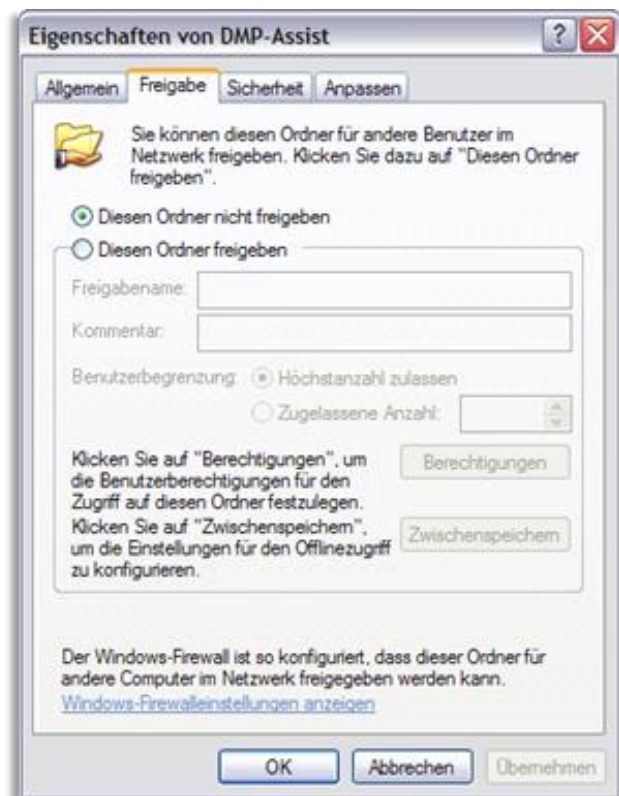 Eigenschaften von DMP-Assist
Allgemein Freigabe Sicherheit Anpassen
Sie können diesen Ordner für andere Benutzer im
Netzwerk freigeben. Klicken Sie dazu auf "Diesen Ordner
freigeben".
Diesen Ordner nicht freigeben
Diesen Ordner freigeben
Freigabename:
Kommentar:
Benutzerbegrenzung: Höchstanzahl zulassen
Zugelassene Anzahl:
Klicken Sie auf "Berechtigungen", um
die Benutzerberechtigungen für den
Zugriff auf diesen Ordner festzulegen.
Berechtigungen
Klicken Sie auf "Zwischenspeichern",
um die Einstellungen für den Offlinezugriff
zu konfigurieren.
Zwischenspeichern
Der Windows-Firewall ist so konfiguriert, dass dieser Ordner für
andere Computer im Netzwerk freigegeben werden kann.
Windows-Firewalleinstellungen anzeigen
OK Abbrechen Übernehmen